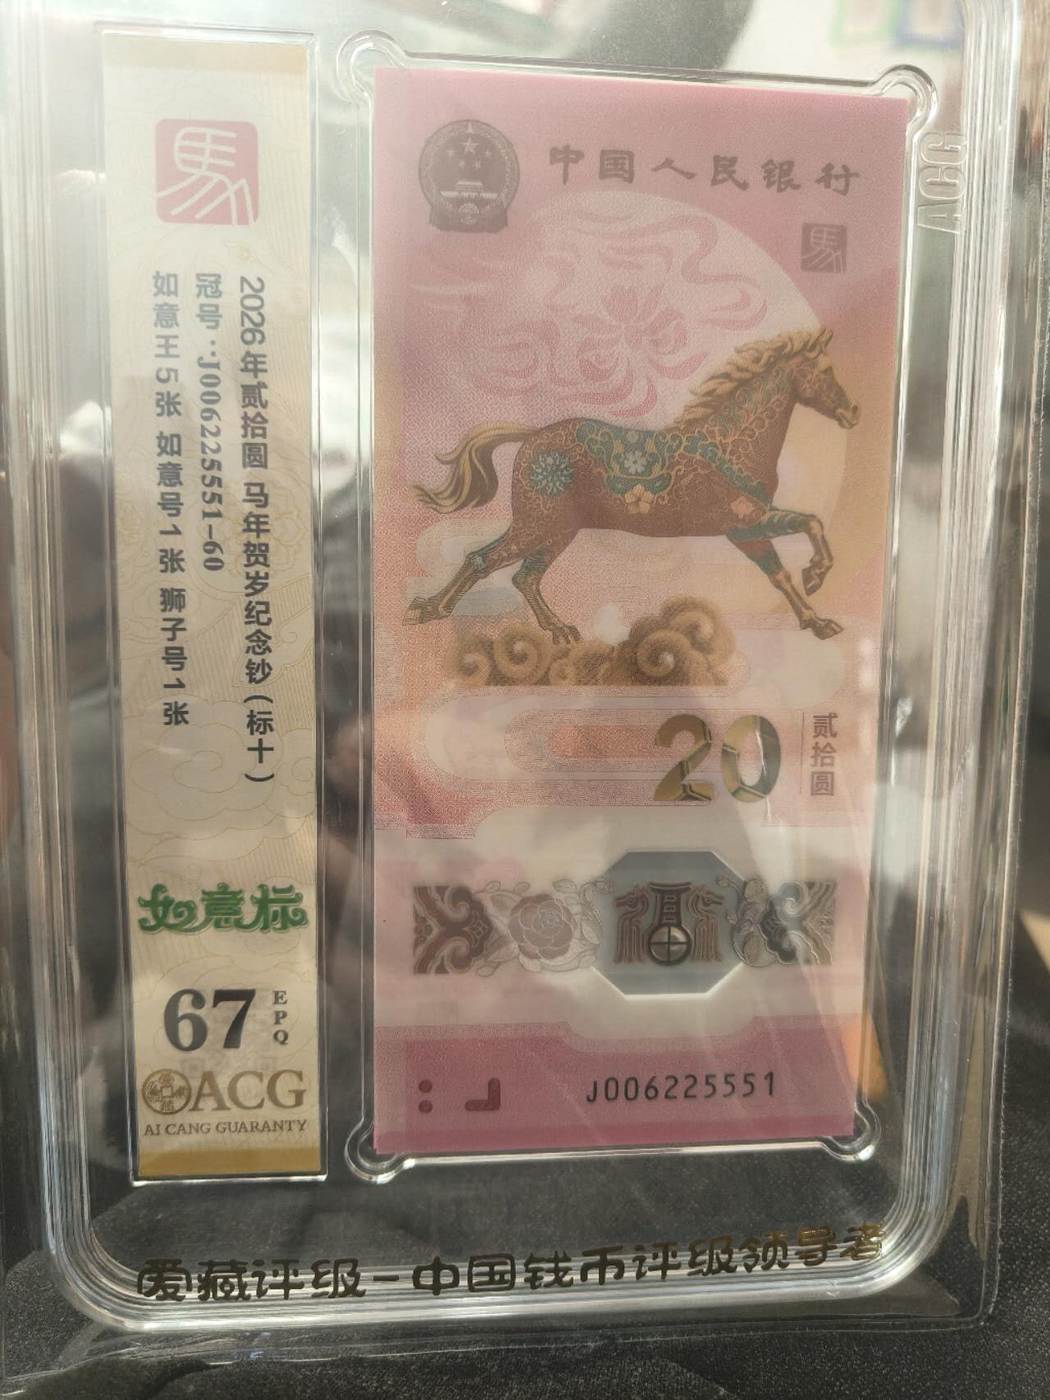 馬
2026年贰拾圆 马年贺岁纪念钞(标十)
冠号:J006225551-60
如意王5张 如意号1张 狮子号1张
如意标
67 EPQ
ACG
AI CANG GUARANTY
中国人民银行
馬
20
贰拾圆
J006225551
ACG
爱藏评级-中国钱币评级领导者